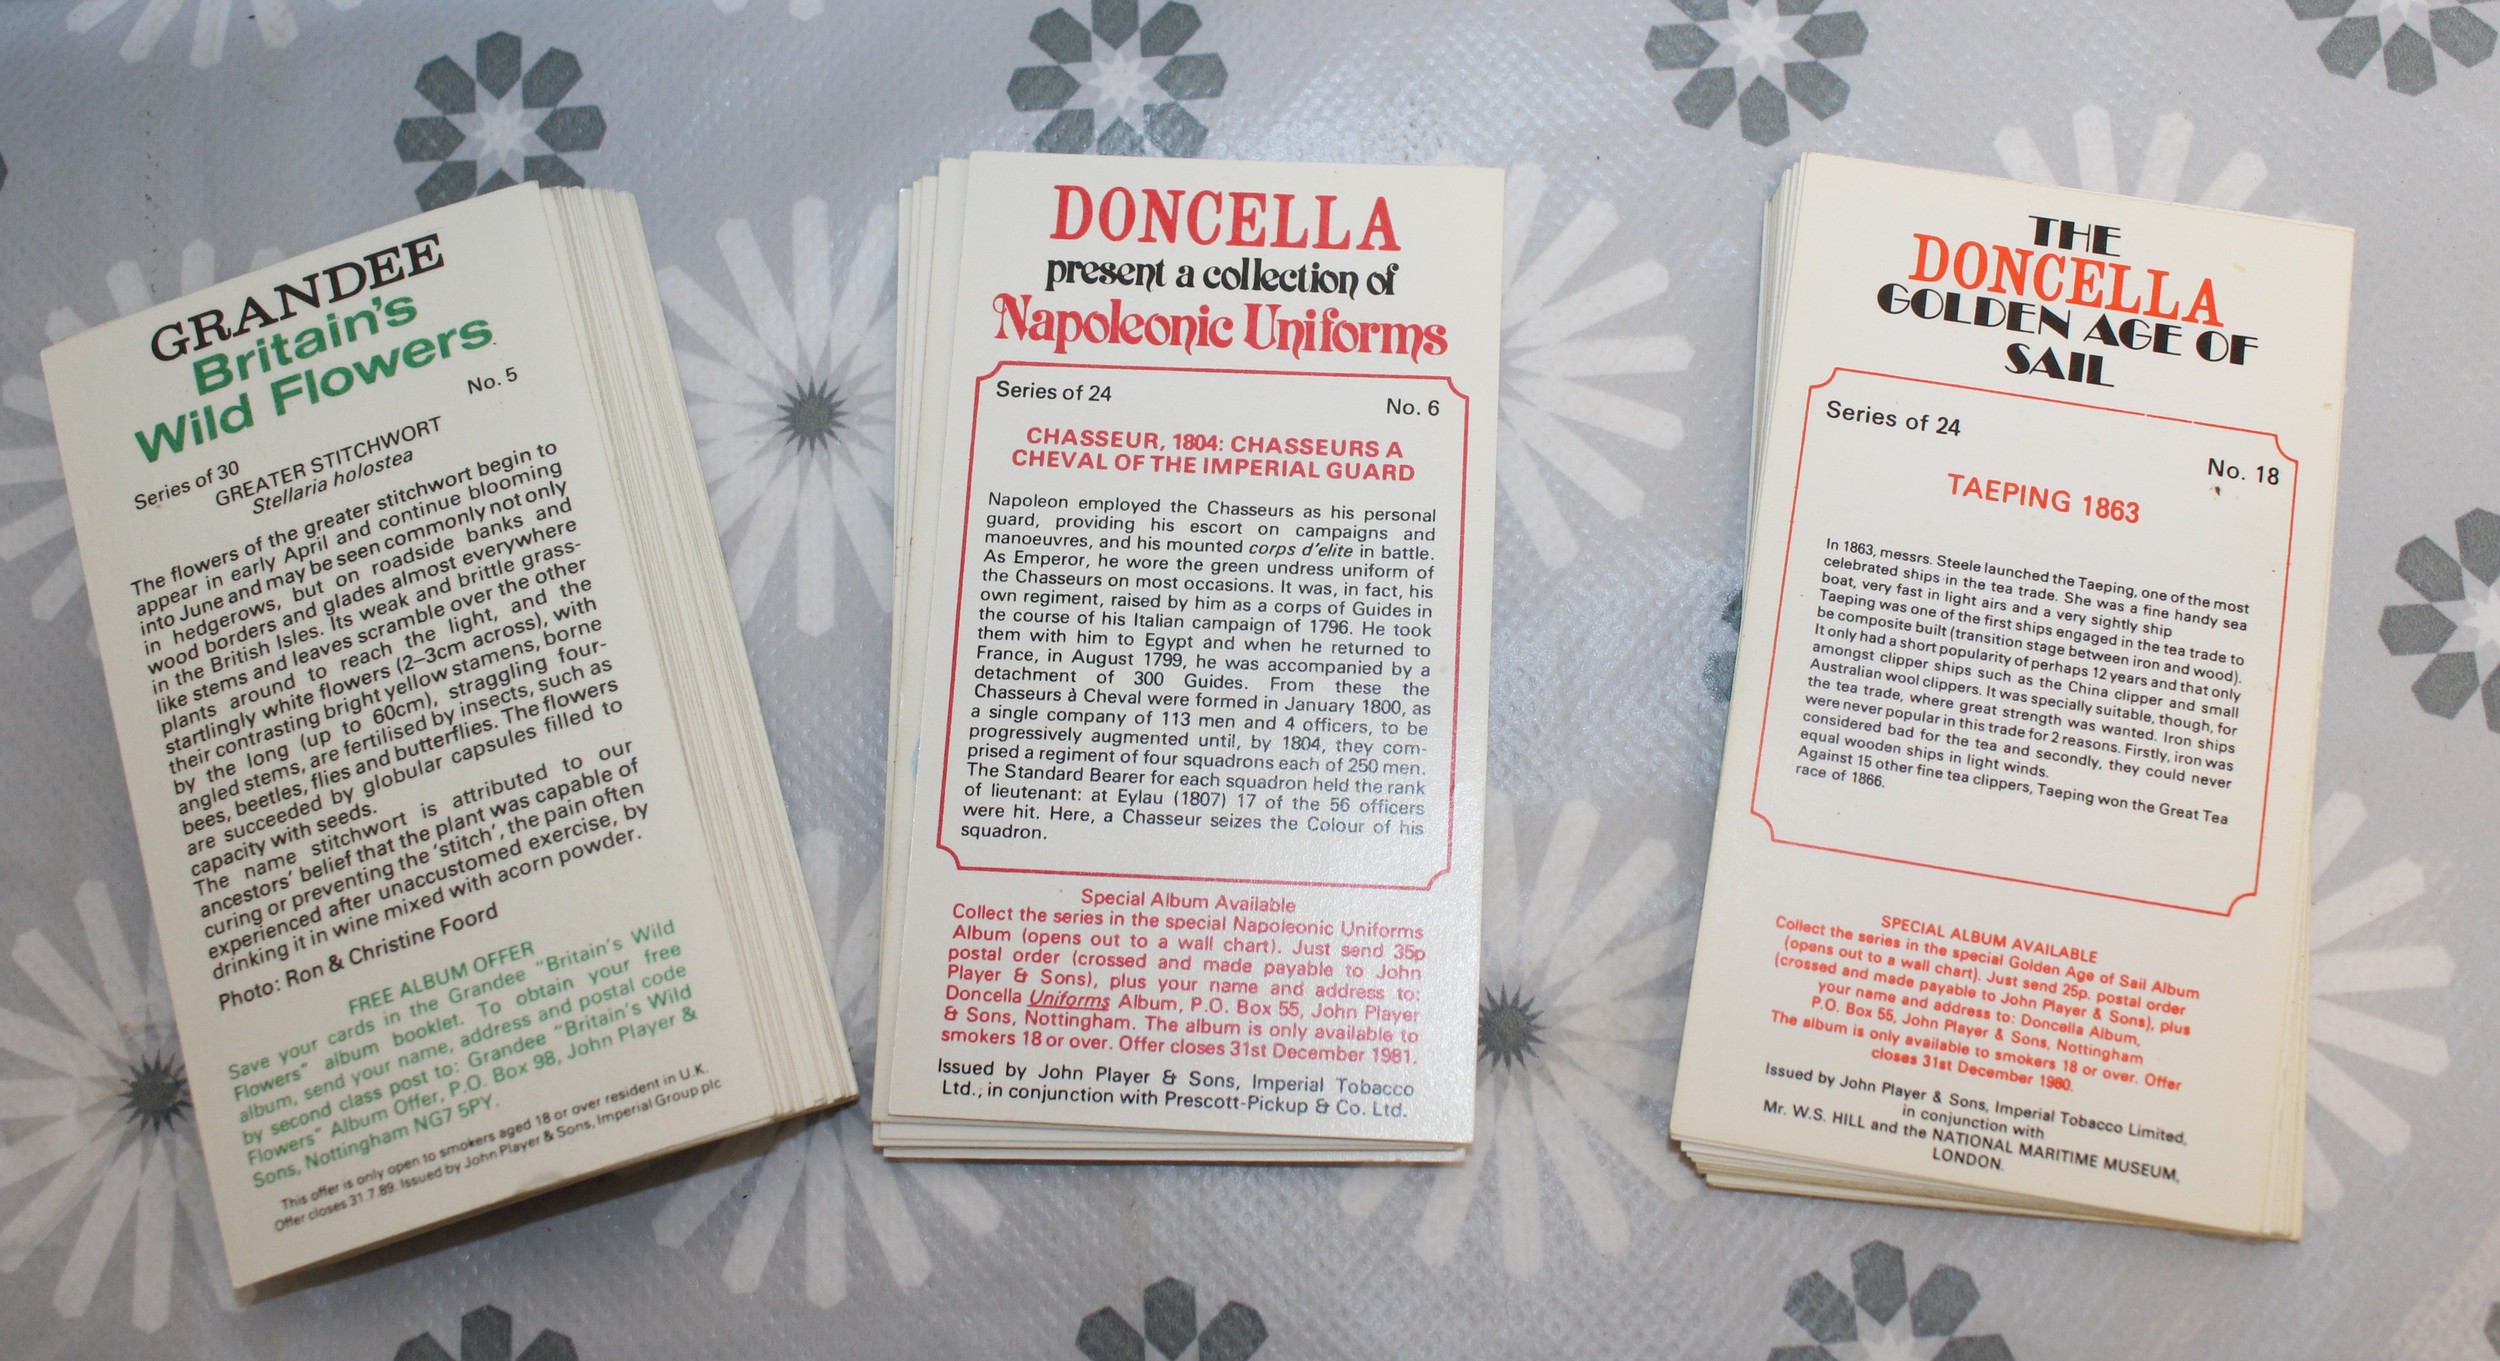 GRANDEE
Britain's
Wild Flowers
Series of 30
No. 5
GREATER STITCHWORT
Stellaria holostea
The flowers of the greater stitchwort begin to
appear in early April and continue blooming
into June and may be seen commonly not only
in hedgerows, but on roadside banks and
wood borders and glades almost everywhere
in the British Isles. Its weak and brittle grass-
like stems and leaves scramble over the other
plants around to reach the light, and the
startlingly white flowers (2–3cm across), with
their contrasting bright yellow stamens, borne
by the long (up to 60cm), straggling four-
angled stems, are fertilised by insects, such as
bees, beetles, flies and butterflies. The flowers
are succeeded by globular capsules filled to
capacity with seeds.
The name stitchwort is attributed to our
ancestors' belief that the plant was capable of
curing or preventing the 'stitch', the pain often
experienced after unaccustomed exercise, by
drinking it in wine mixed with acorn powder.
Photo: Ron & Christine Foord
FREE ALBUM OFFER
Save your cards in the Grandee "Britain's Wild
Flowers" album booklet. To obtain your free
album, send your name, address and postal code
by second class post to: Grandee "Britain's Wild
Flowers" Album Offer, P.O. Box 98, John Player &
Sons, Nottingham NG7 5PY.
This offer is only open to smokers aged 18 or over resident in U.K.
Offer closes 31.7.89. Issued by John Player & Sons, Imperial Group plc
DONCELLA
present a collection of
Napoleonic Uniforms
Series of 24
No. 6
CHASSEUR, 1804: CHASSEURS A
CHEVAL OF THE IMPERIAL GUARD
Napoleon employed the Chasseurs as his personal
guard, providing his escort on campaigns and
manoeuvres, and his mounted corps d'elite in battle.
As Emperor, he wore the green undress uniform of
the Chasseurs on most occasions. It was, in fact, his
own regiment, raised by him as a corps of Guides in
the course of his Italian campaign of 1796. He took
them with him to Egypt and when he returned to
France, in August 1799, he was accompanied by a
detachment of 300 Guides. From these the
Chasseurs à Cheval were formed in January 1800, as
a single company of 113 men and 4 officers, to be
progressively augmented until, by 1804, they com-
prised a regiment of four squadrons each of 250 men.
The Standard Bearer for each squadron held the rank
of lieutenant: at Eylau (1807) 17 of the 56 officers
were hit. Here, a Chasseur seizes the Colour of his
squadron.
Special Album Available
Collect the series in the special Napoleonic Uniforms
Album (opens out to a wall chart). Just send 35p
postal order (crossed and made payable to John
Player & Sons), plus your name and address to:
Doncella Uniforms Album, P.O. Box 55, John Player
& Sons, Nottingham. The album is only available to
smokers 18 or over. Offer closes 31st December 1981.
Issued by John Player & Sons, Imperial Tobacco
Ltd., in conjunction with Prescott-Pickup & Co. Ltd.
THE
DONCELLA
GOLDEN AGE OF
SAIL
Series of 24
No. 18
TAEPING 1863
In 1863, messrs. Steele launched the Taeping, one of the most
celebrated ships in the tea trade. She was a fine handy sea
boat, very fast in light airs and a very sightly ship
Taeping was one of the first ships engaged in the tea trade to
be composite built (transition stage between iron and wood).
It only had a short popularity of perhaps 12 years and that only
amongst clipper ships such as the China clipper and small
Australian wool clippers. It was specially suitable, though, for
the tea trade, where great strength was wanted. Iron ships
were never popular in this trade for 2 reasons. Firstly, iron was
considered bad for the tea and secondly, they could never
equal wooden ships in light winds.
Against 15 other fine tea clippers, Taeping won the Great Tea
race of 1866.
SPECIAL ALBUM AVAILABLE
Collect the series in the special Golden Age of Sail Album
(opens out to a wall chart). Just send 25p. postal order
(crossed and made payable to John Player & Sons), plus
your name and address to: Doncella Album,
P.O. Box 55, John Player & Sons, Nottingham
The album is only available to smokers 18 or over. Offer
closes 31st December 1980.
Issued by John Player & Sons, Imperial Tobacco Limited,
in conjunction with
Mr. W.S. HILL and the NATIONAL MARITIME MUSEUM,
LONDON.